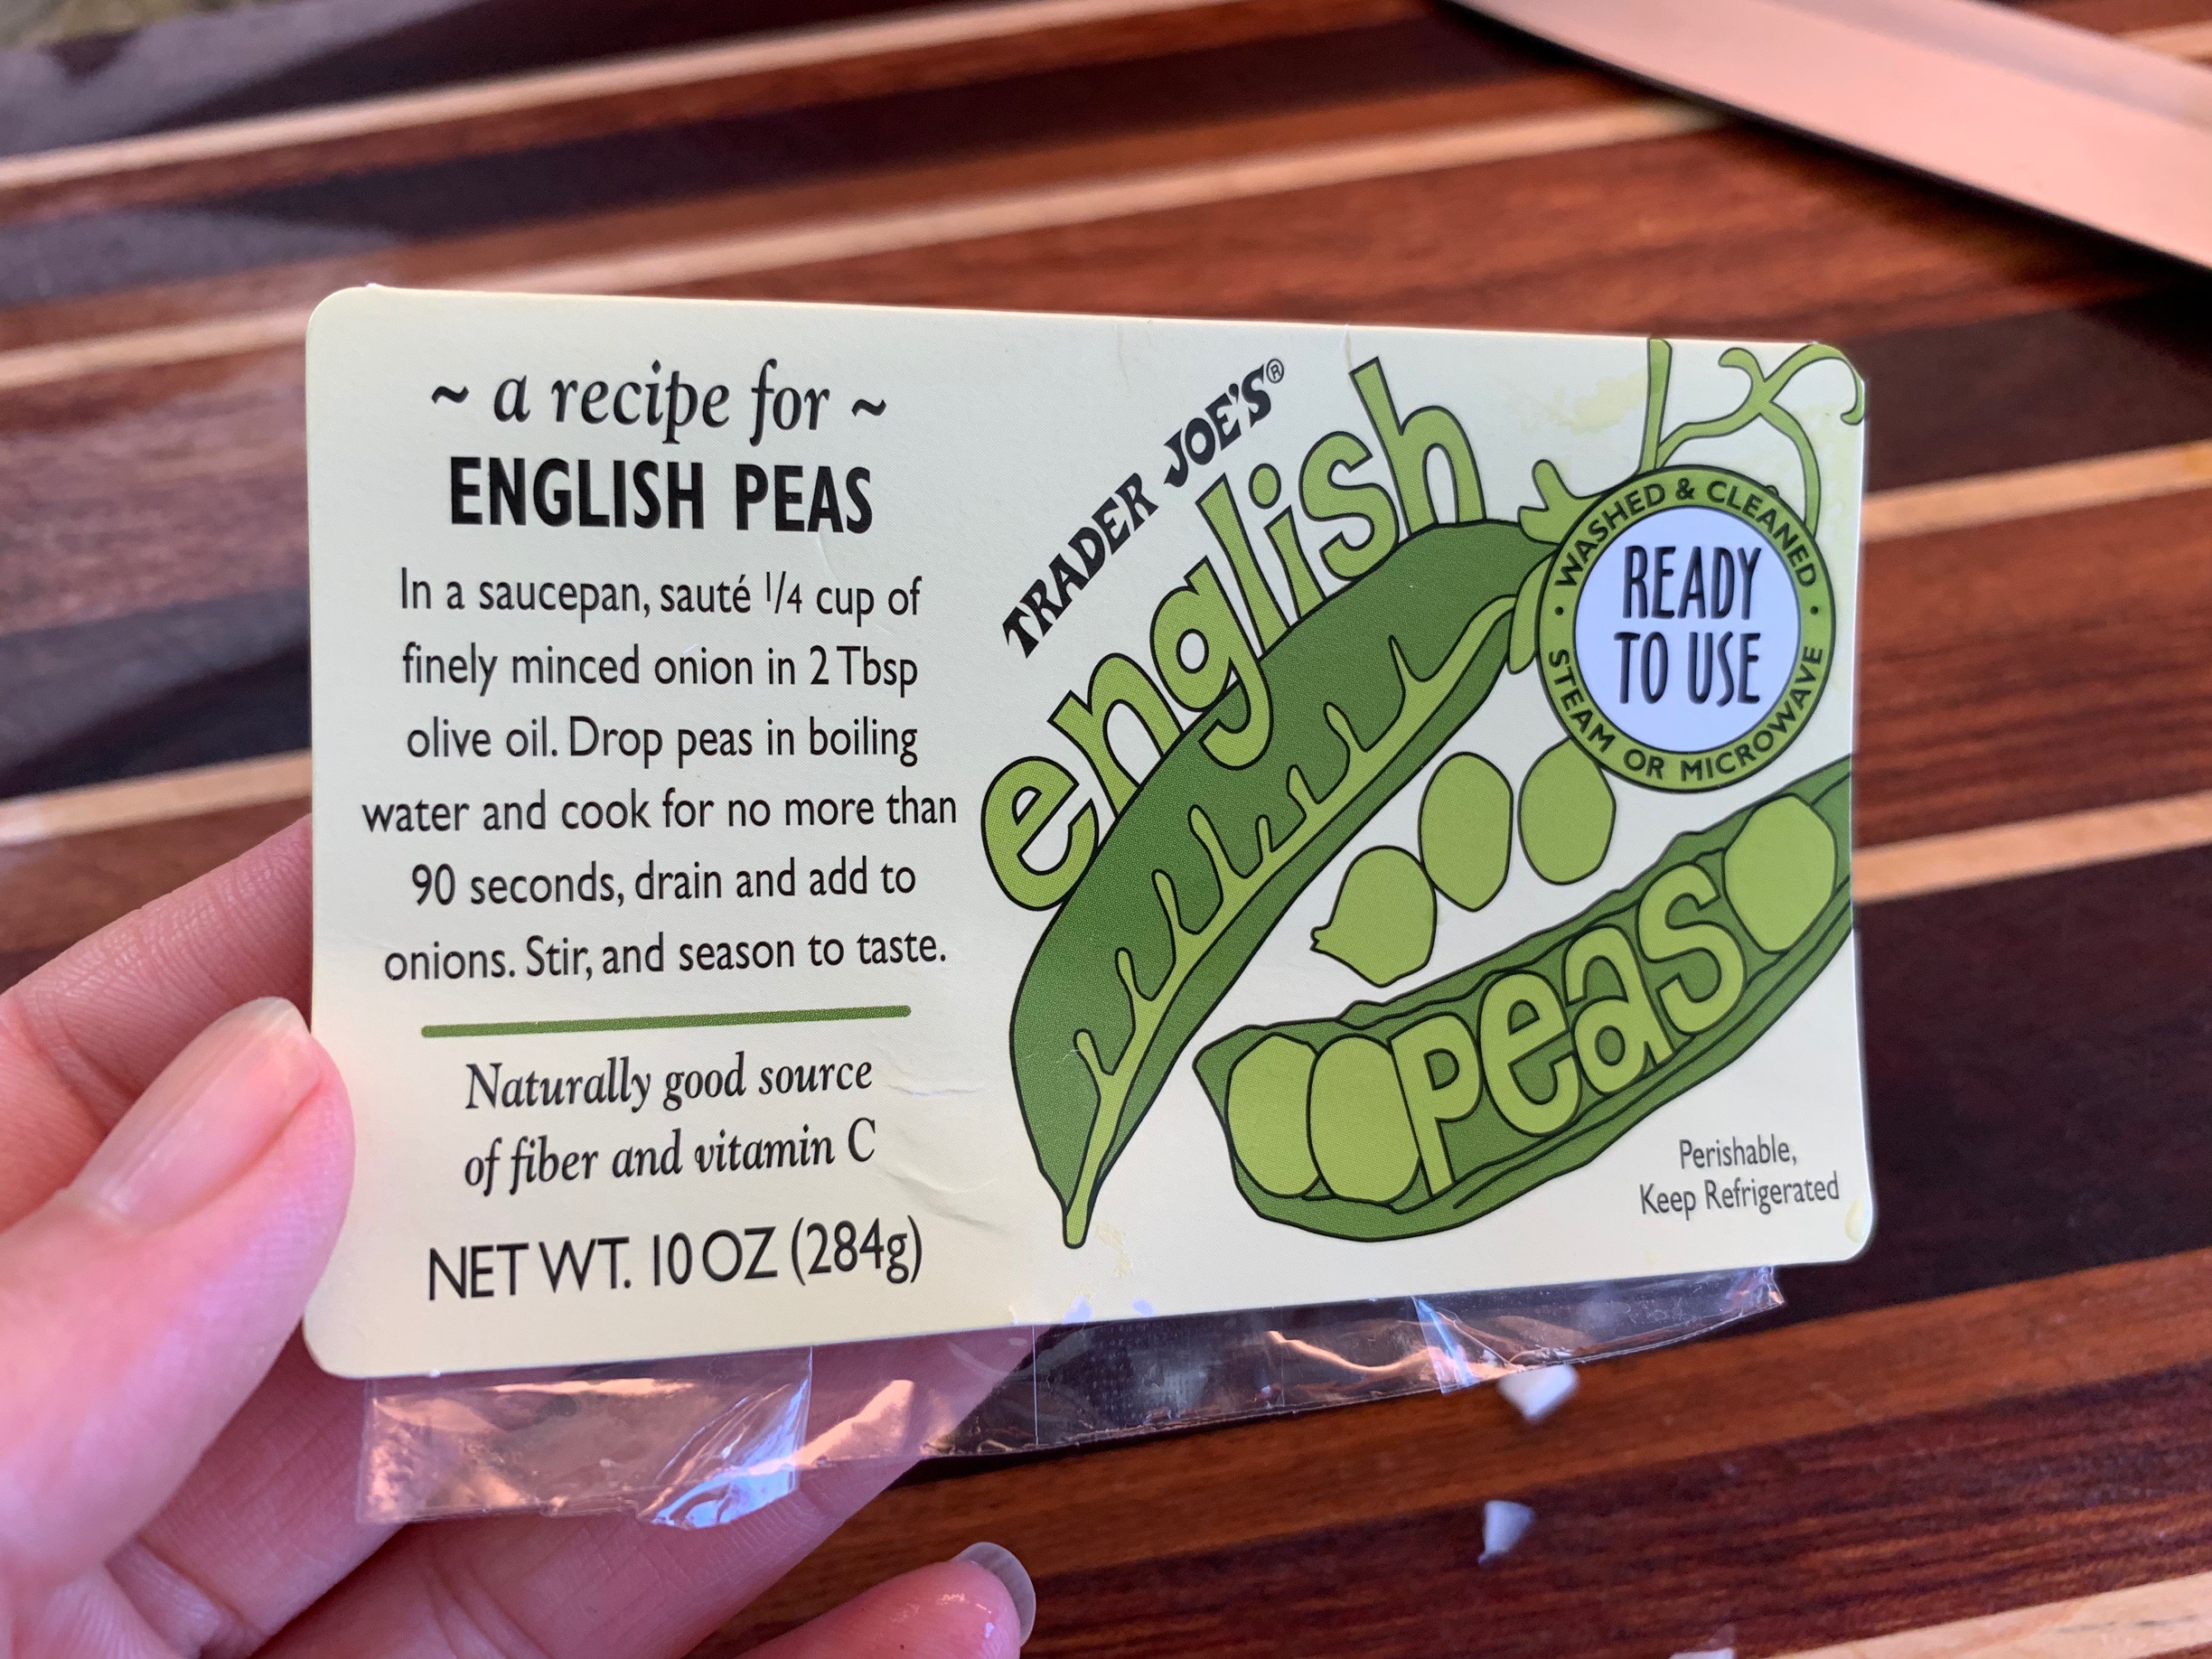 ~ a recipe for ~
ENGLISH PEAS
In a saucepan, sauté 1/4 cup of
finely minced onion in 2 Tbsp
olive oil. Drop peas in boiling
water and cook for no more than
90 seconds, drain and add to
onions. Stir, and season to taste.
Naturally good source
of fiber and vitamin C
NET WT. 10 OZ (284g)
TRADER JOE'S®
english
peas
• WASHED & CLEANED •
READY
TO USE
STEAM OR MICROWAVE
Perishable,
Keep Refrigerated